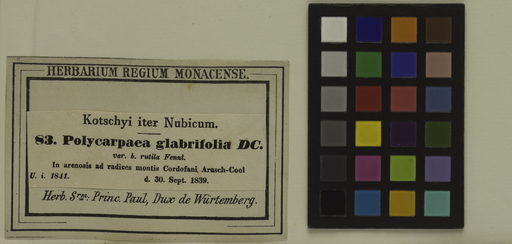 HERBARIUM REGIUM MONACENSE.
Kotschyi iter Nubicum.
83. Polycarpaea glabrifolia DC.
var. b. rutila Fenzl.
In arenosis ad radices montis Cordofani, Arasch-Cool
U. i. 1841. d. 30. Sept. 1839.
Herb. Princ. Paul, Dux de Würtemberg.